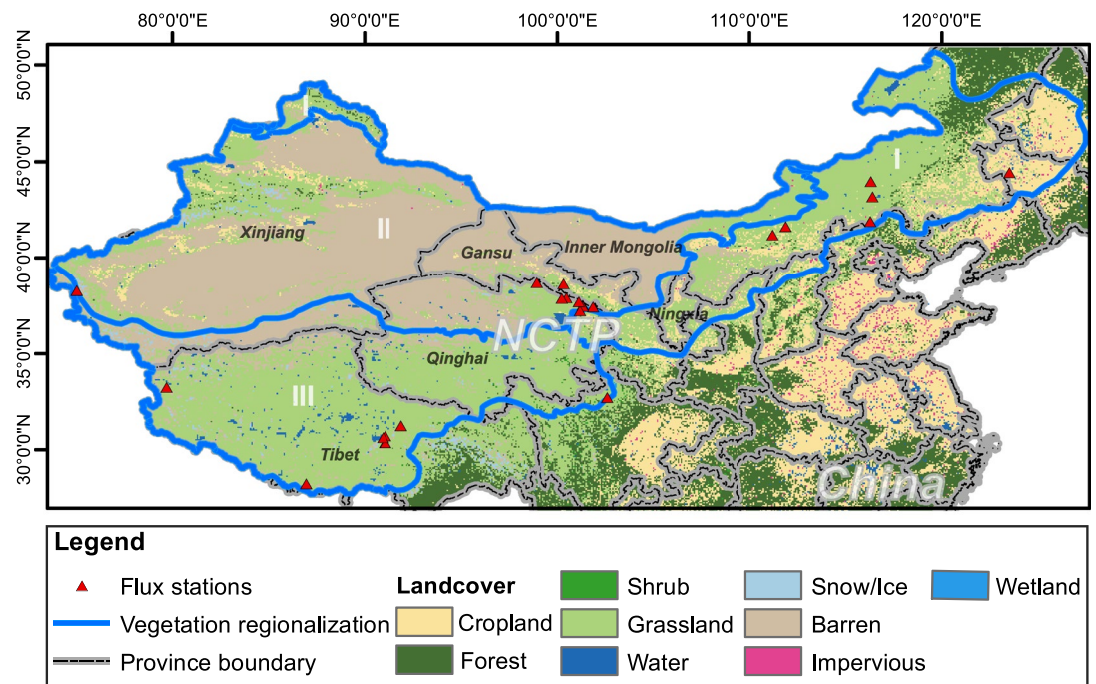 80°0'0"E 90°0'0"E 100°0'0"E 110°0'0"E 120°0'0"E
50°0'0"N
45°0'0"N
40°0'0"N
35°0'0"N
30°0'0"N
I
I
II
Xinjiang
Gansu
Inner Mongolia
Ningxia
NCTP
Qinghai
III
Tibet
China
Legend
Flux stations
Vegetation regionalization
Province boundary
Landcover
Cropland
Forest
Shrub
Grassland
Water
Snow/Ice
Barren
Impervious
Wetland